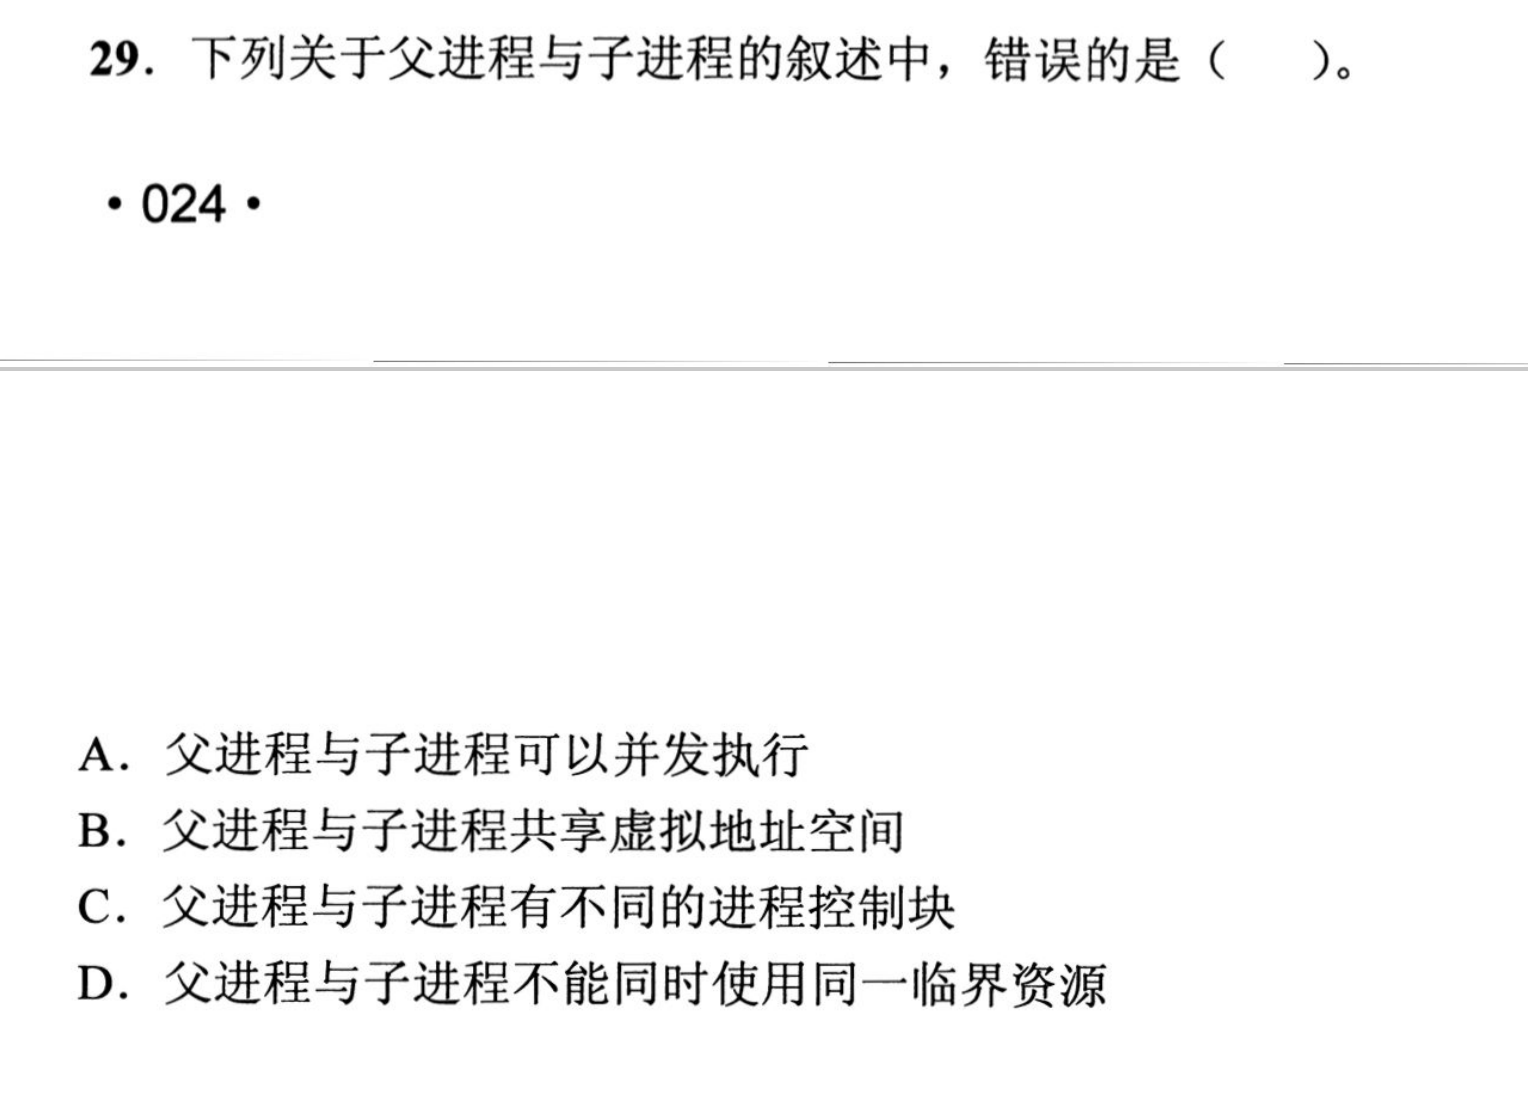 29．下列关于父进程与子进程的叙述中，错误的是（　　）。
• 024 •
A．父进程与子进程可以并发执行
B．父进程与子进程共享虚拟地址空间
C．父进程与子进程有不同的进程控制块
D．父进程与子进程不能同时使用同一临界资源